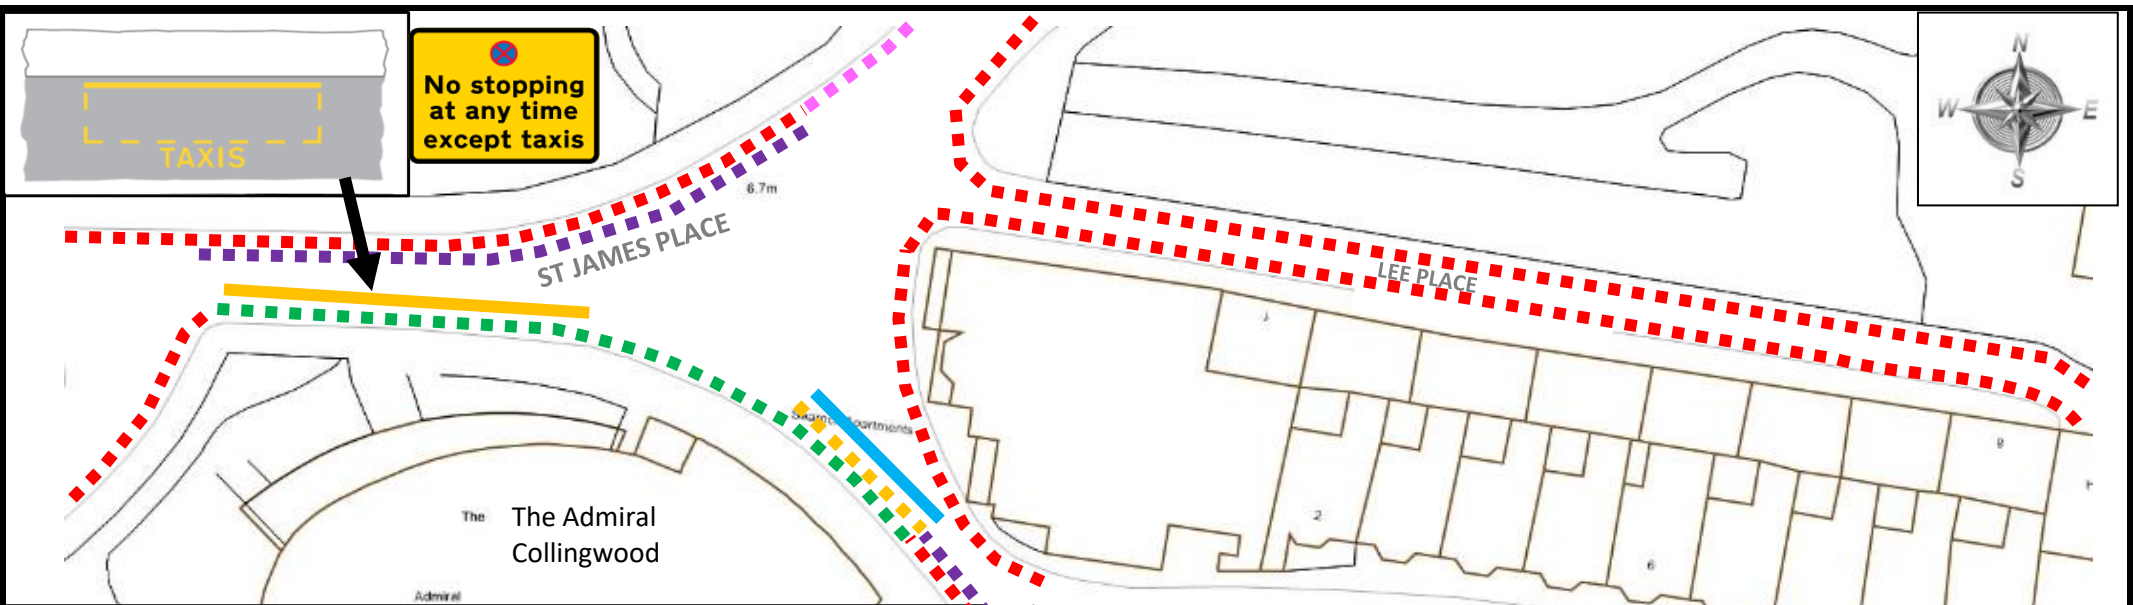 TAXIS
No stopping
at any time
except taxis
N
W E
S
6.7m
ST JAMES PLACE
LEE PLACE
1
8
2
6
H
The
The Admiral
Collingwood
Admiral